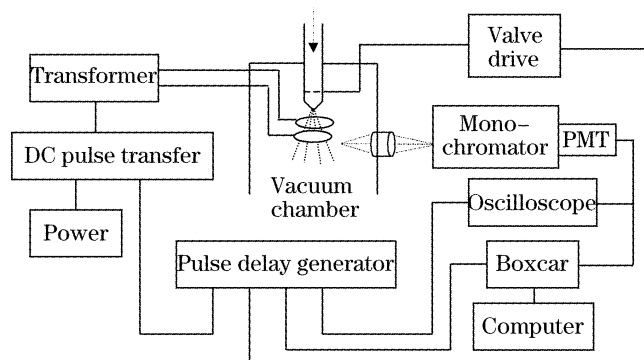 Valve
drive
Transformer
Mono-
chromator
PMT
DC pulse transfer
Vacuum
chamber
Oscilloscope
Power
Pulse delay generator
Boxcar
Computer